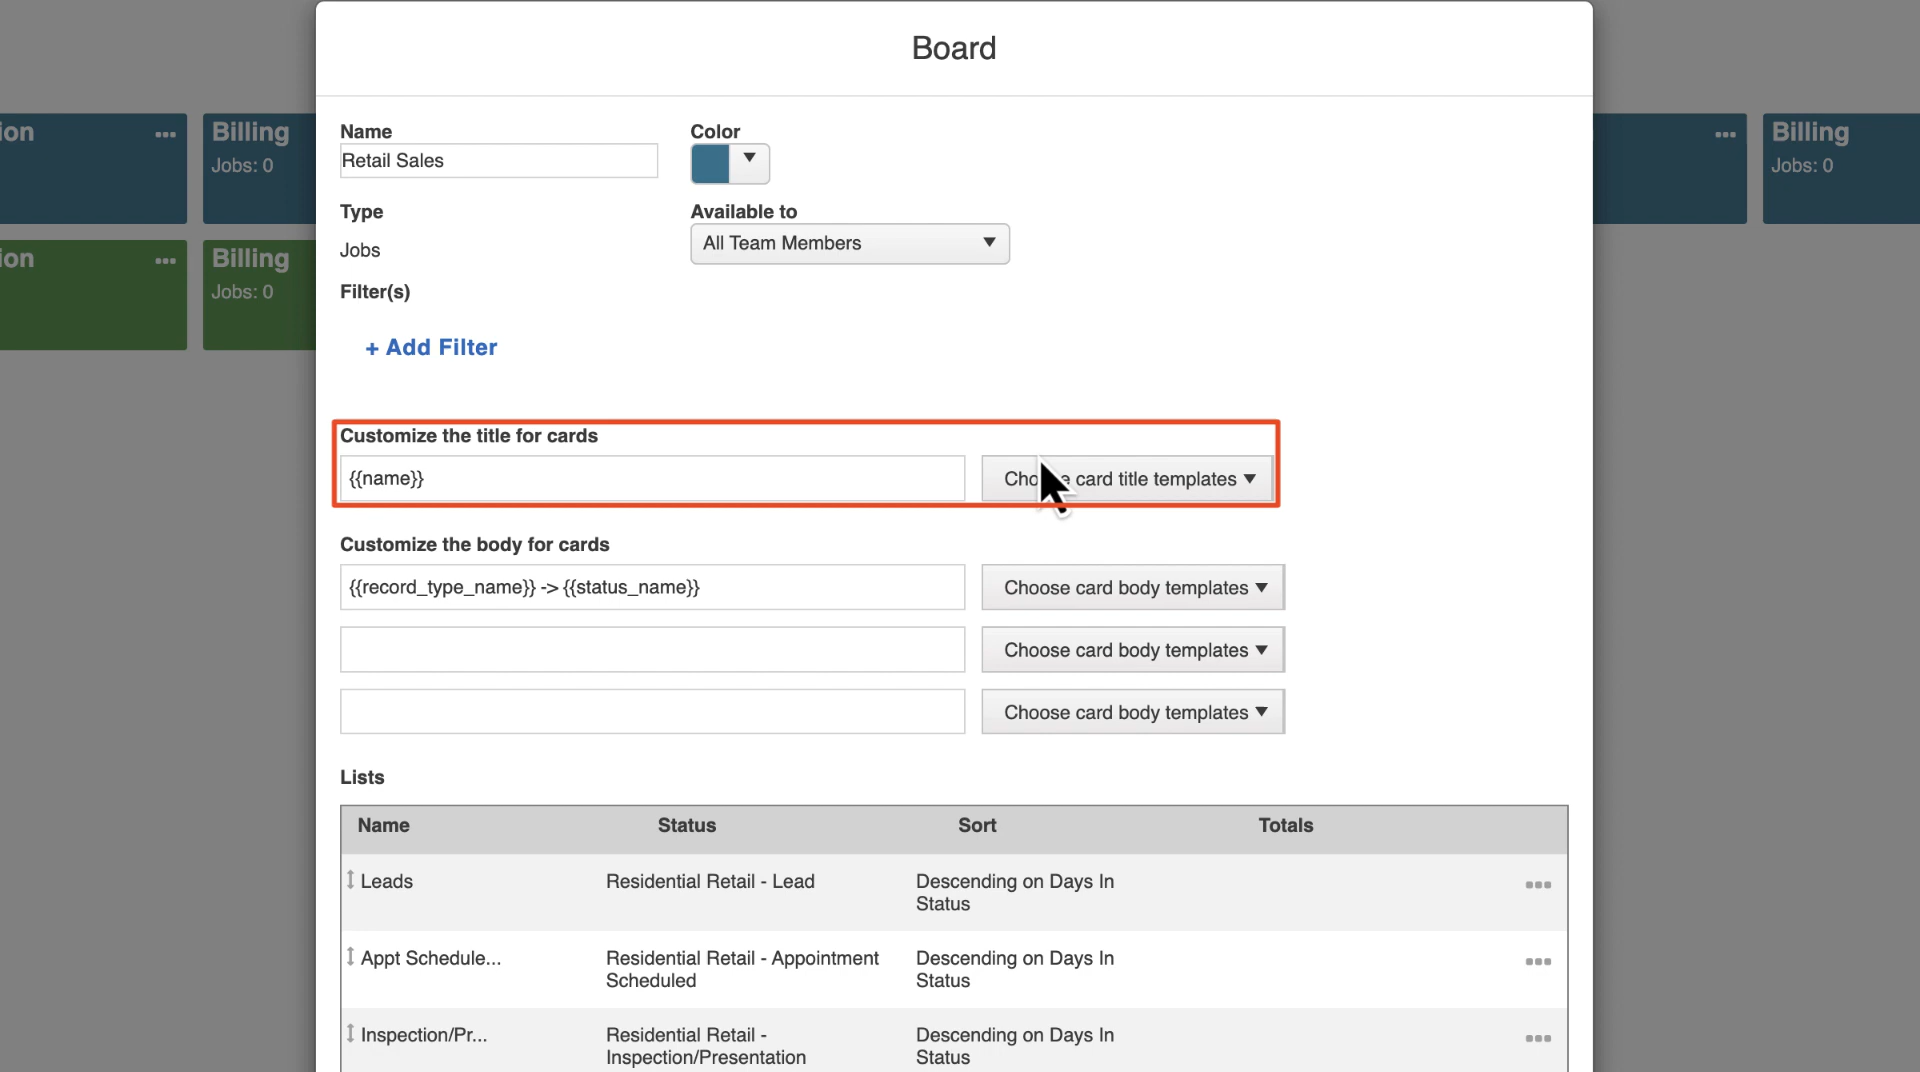 Board
ion
Billing
Jobs: 0
ion
Billing
Jobs: 0
Billing
Jobs: 0
Name
Color
Retail Sales
Type
Available to
Jobs
All Team Members
Filter(s)
+ Add Filter
Customize the title for cards
{{name}}
card title templates
Customize the body for cards
{{record_type_name}} -> {{status_name}}
Choose card body templates
Choose card body templates
Choose card body templates
Lists
Name Status Sort Totals
Leads
Residential Retail - Lead
Descending on Days In
Status
Appt Schedule...
Residential Retail - Appointment
Scheduled
Descending on Days In
Status
Inspection/Pr...
Residential Retail -
Inspection/Presentation
Descending on Days In
Status